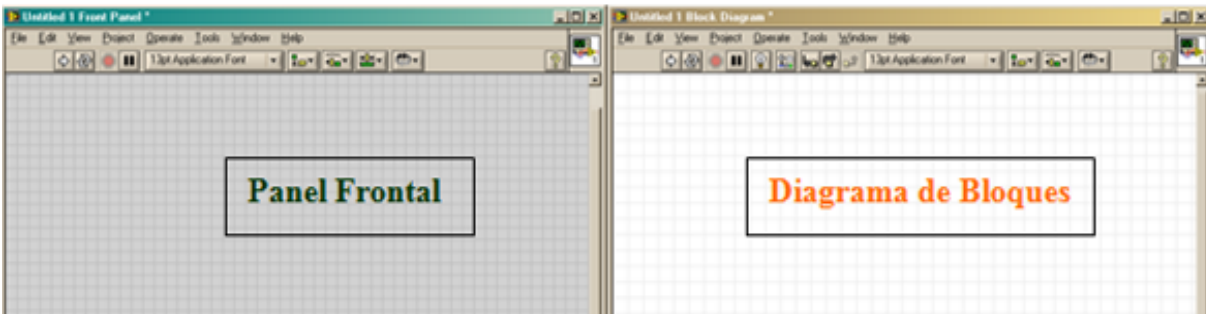 Untitled 1 Front Panel *
File Edit View Project Operate Tools Window Help
13pt Application Font
Panel Frontal
Untitled 1 Block Diagram *
File Edit View Project Operate Tools Window Help
13pt Application Font
Diagrama de Bloques